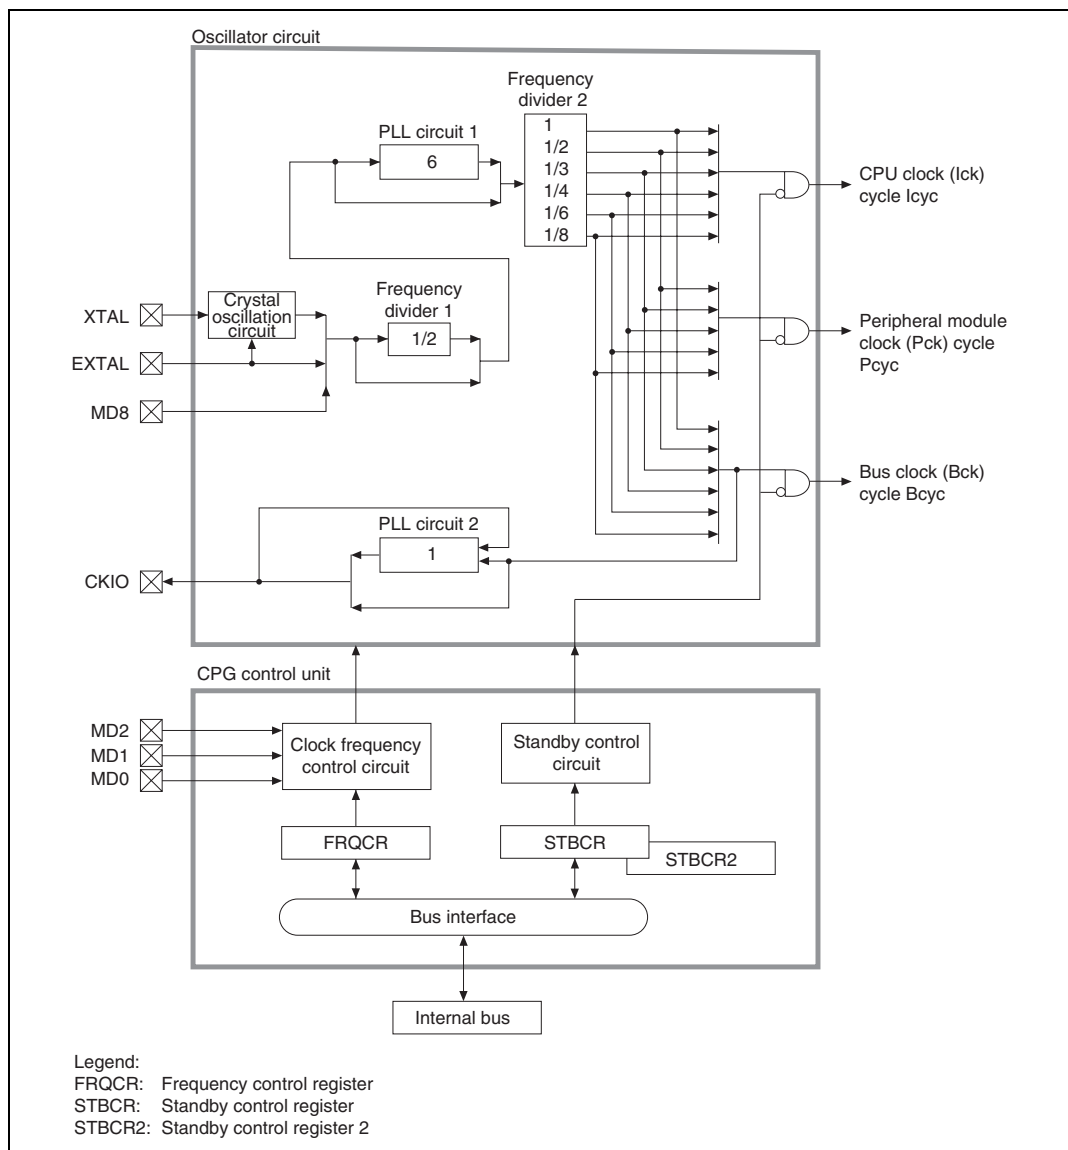 Oscillator circuit
Frequency
divider 2
PLL circuit 1
6
1
1/2
1/3
1/4
1/6
1/8
CPU clock (Ick)
cycle Icyc
XTAL
Crystal
oscillation
circuit
Frequency
divider 1
1/2
EXTAL
MD8
Peripheral module
clock (Pck) cycle
Pcyc
Bus clock (Bck)
cycle Bcyc
PLL circuit 2
1
CKIO
CPG control unit
MD2
MD1
MD0
Clock frequency
control circuit
Standby control
circuit
FRQCR
STBCR
STBCR2
Bus interface
Internal bus
Legend:
FRQCR: Frequency control register
STBCR: Standby control register
STBCR2: Standby control register 2